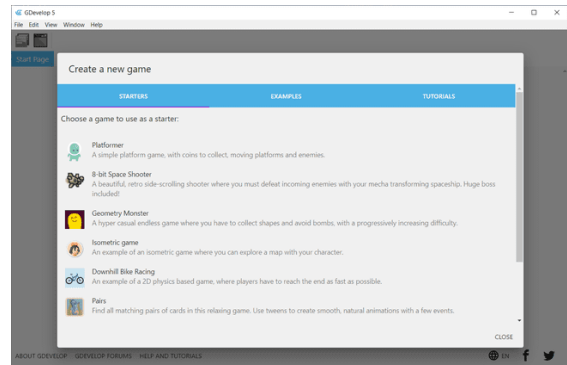 GDevelop 5
File Edit View Window Help
Start Page
Create a new game
STARTERS EXAMPLES TUTORIALS
Choose a game to use as a starter:
Platformer
A simple platform game, with coins to collect, moving platforms and enemies.
8-bit Space Shooter
A beautiful, retro side-scrolling shooter where you must defeat incoming enemies with your mecha transforming spaceship. Huge boss
included!
Geometry Monster
A hyper casual endless game where you have to collect shapes and avoid bombs, with a progressively increasing difficulty.
Isometric game
An example of an isometric game where you can explore a map with your character.
Downhill Bike Racing
An example of a 2D physics based game, where players have to reach the end as fast as possible.
Pairs
Find all matching pairs of cards in this relaxing game. Use tweens to create smooth, natural animations with a few events.
CLOSE
ABOUT GDEVELOP GDEVELOP FORUMS HELP AND TUTORIALS EN